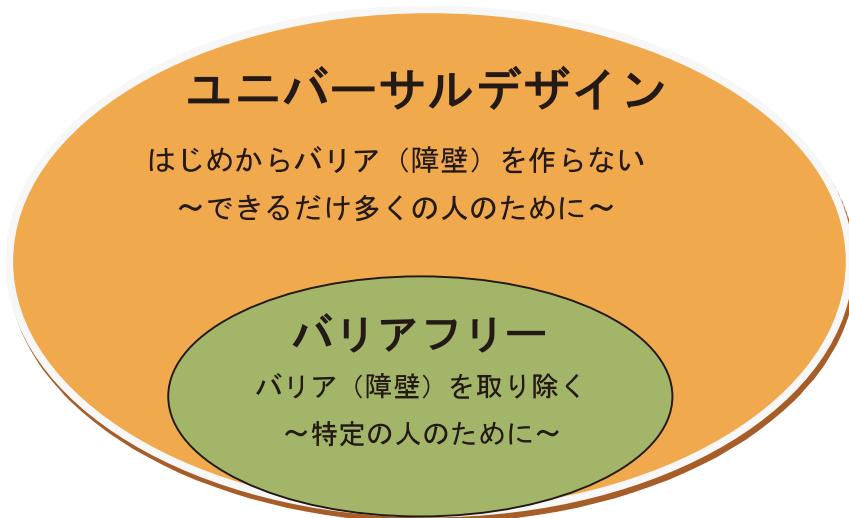 ユニバーサルデザイン
はじめからバリア（障壁）を作らない
～できるだけ多くの人のために～
バリアフリー
バリア（障壁）を取り除く
～特定の人のために～